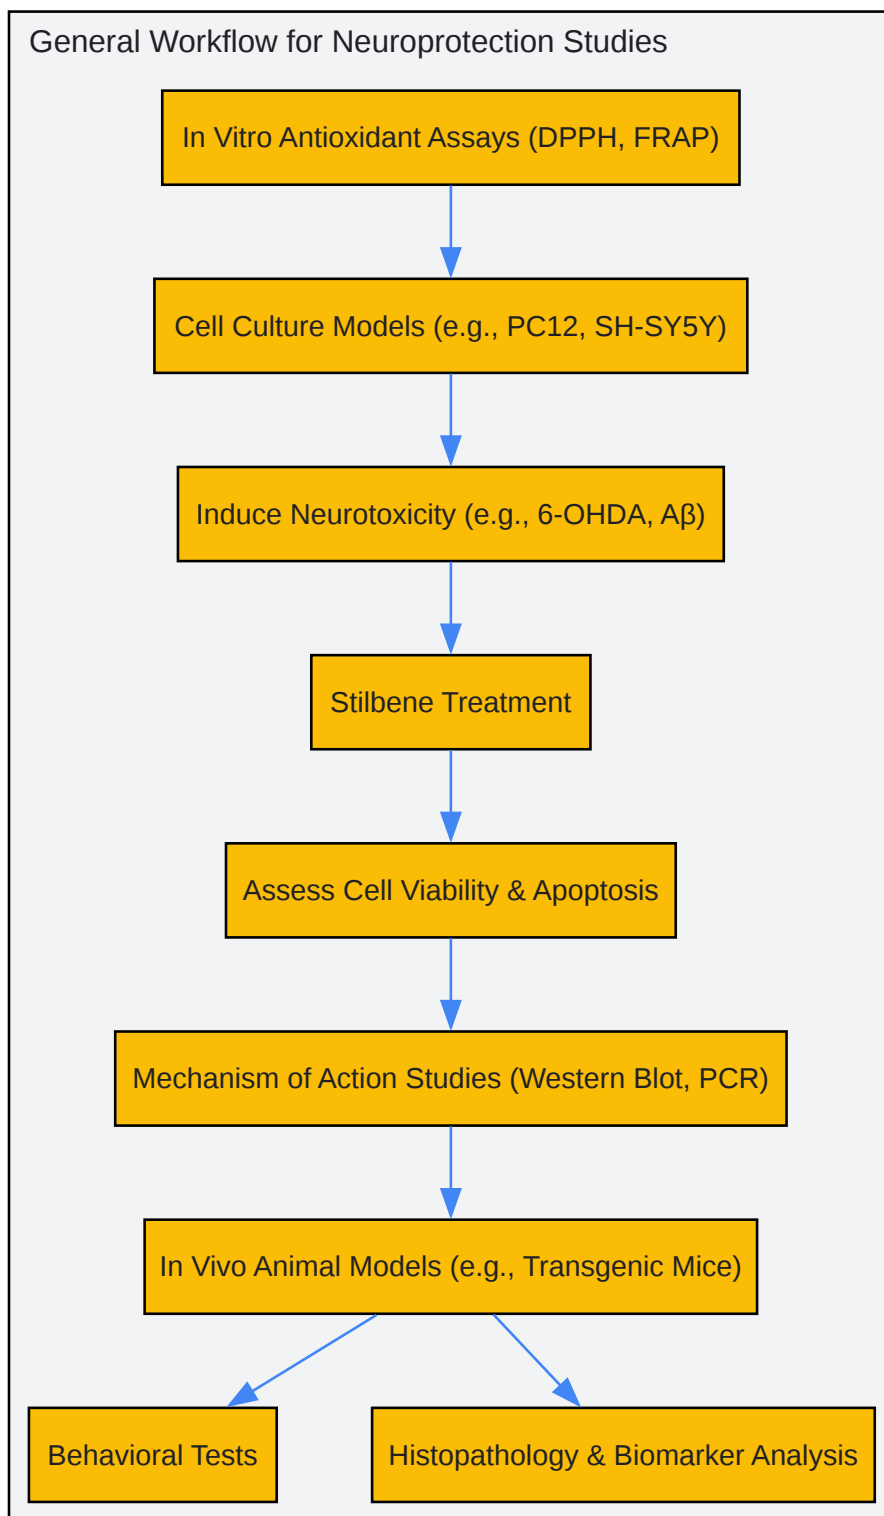 General Workflow for Neuroprotection Studies
In Vitro Antioxidant Assays (DPPH, FRAP)
Cell Culture Models (e.g., PC12, SH-SY5Y)
Induce Neurotoxicity (e.g., 6-OHDA, Aβ)
Stilbene Treatment
Assess Cell Viability & Apoptosis
Mechanism of Action Studies (Western Blot, PCR)
In Vivo Animal Models (e.g., Transgenic Mice)
Behavioral Tests
Histopathology & Biomarker Analysis